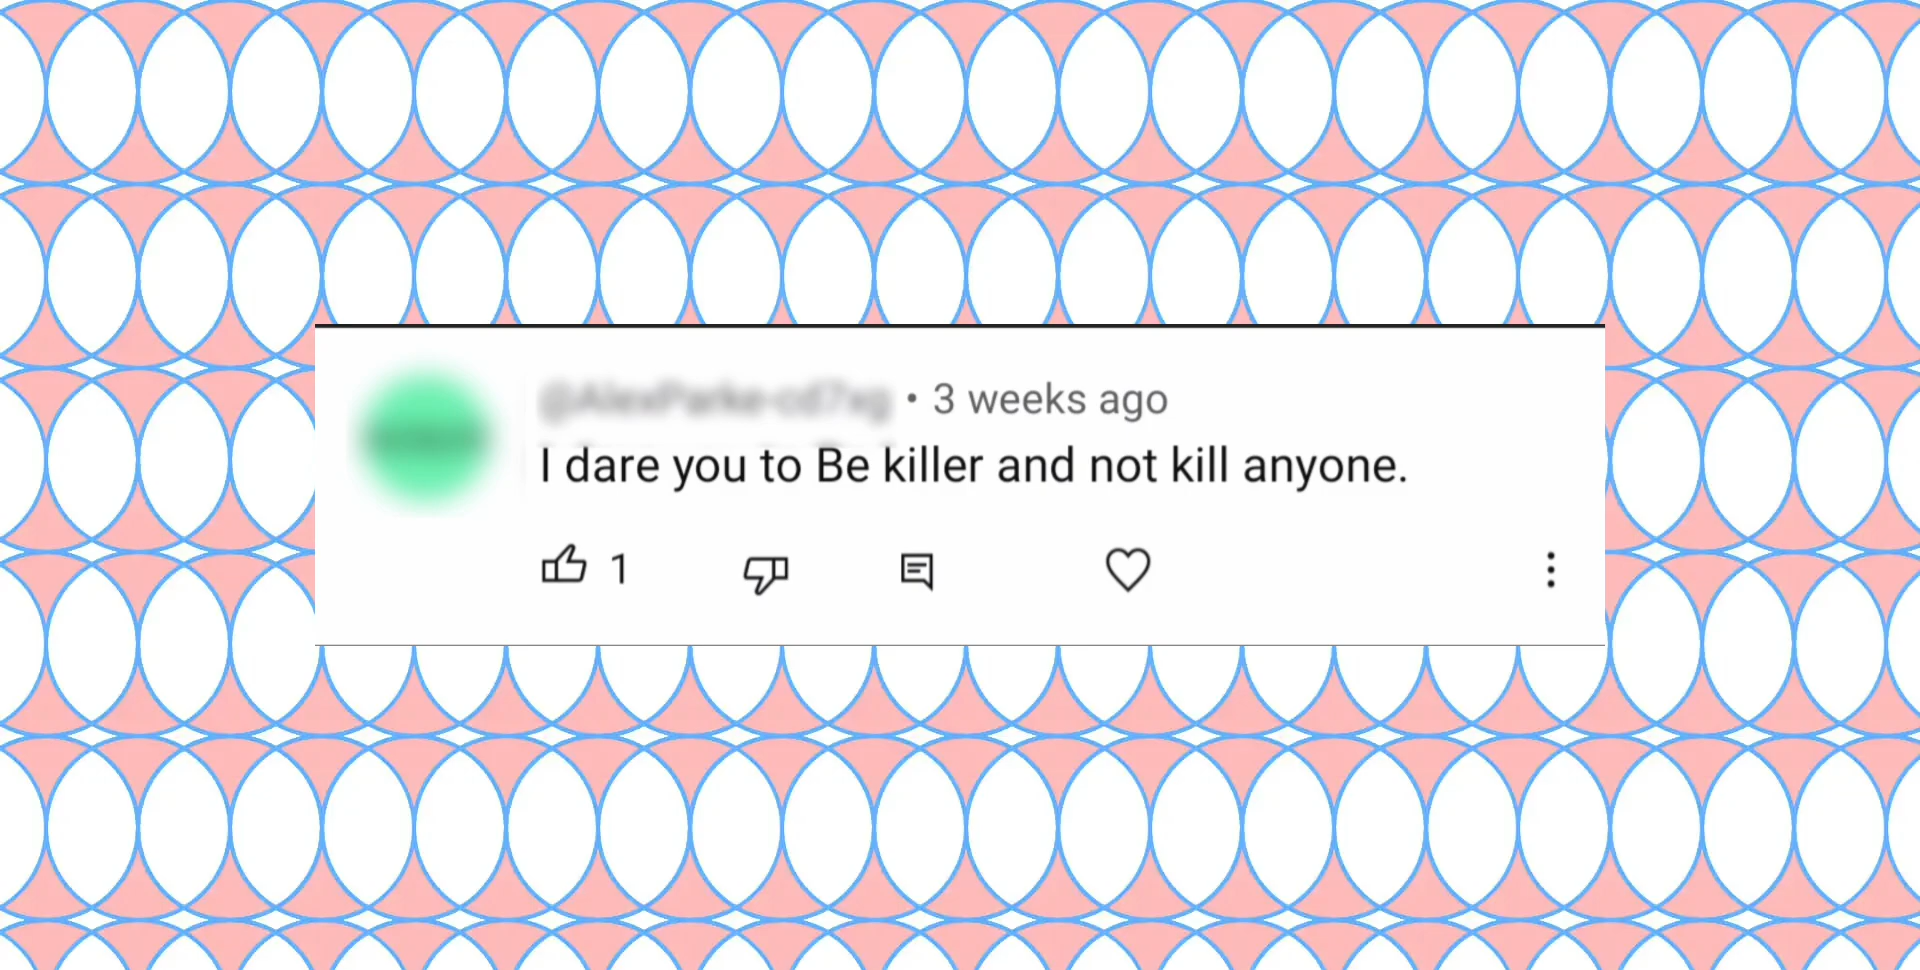 • 3 weeks ago
I dare you to Be killer and not kill anyone.
1